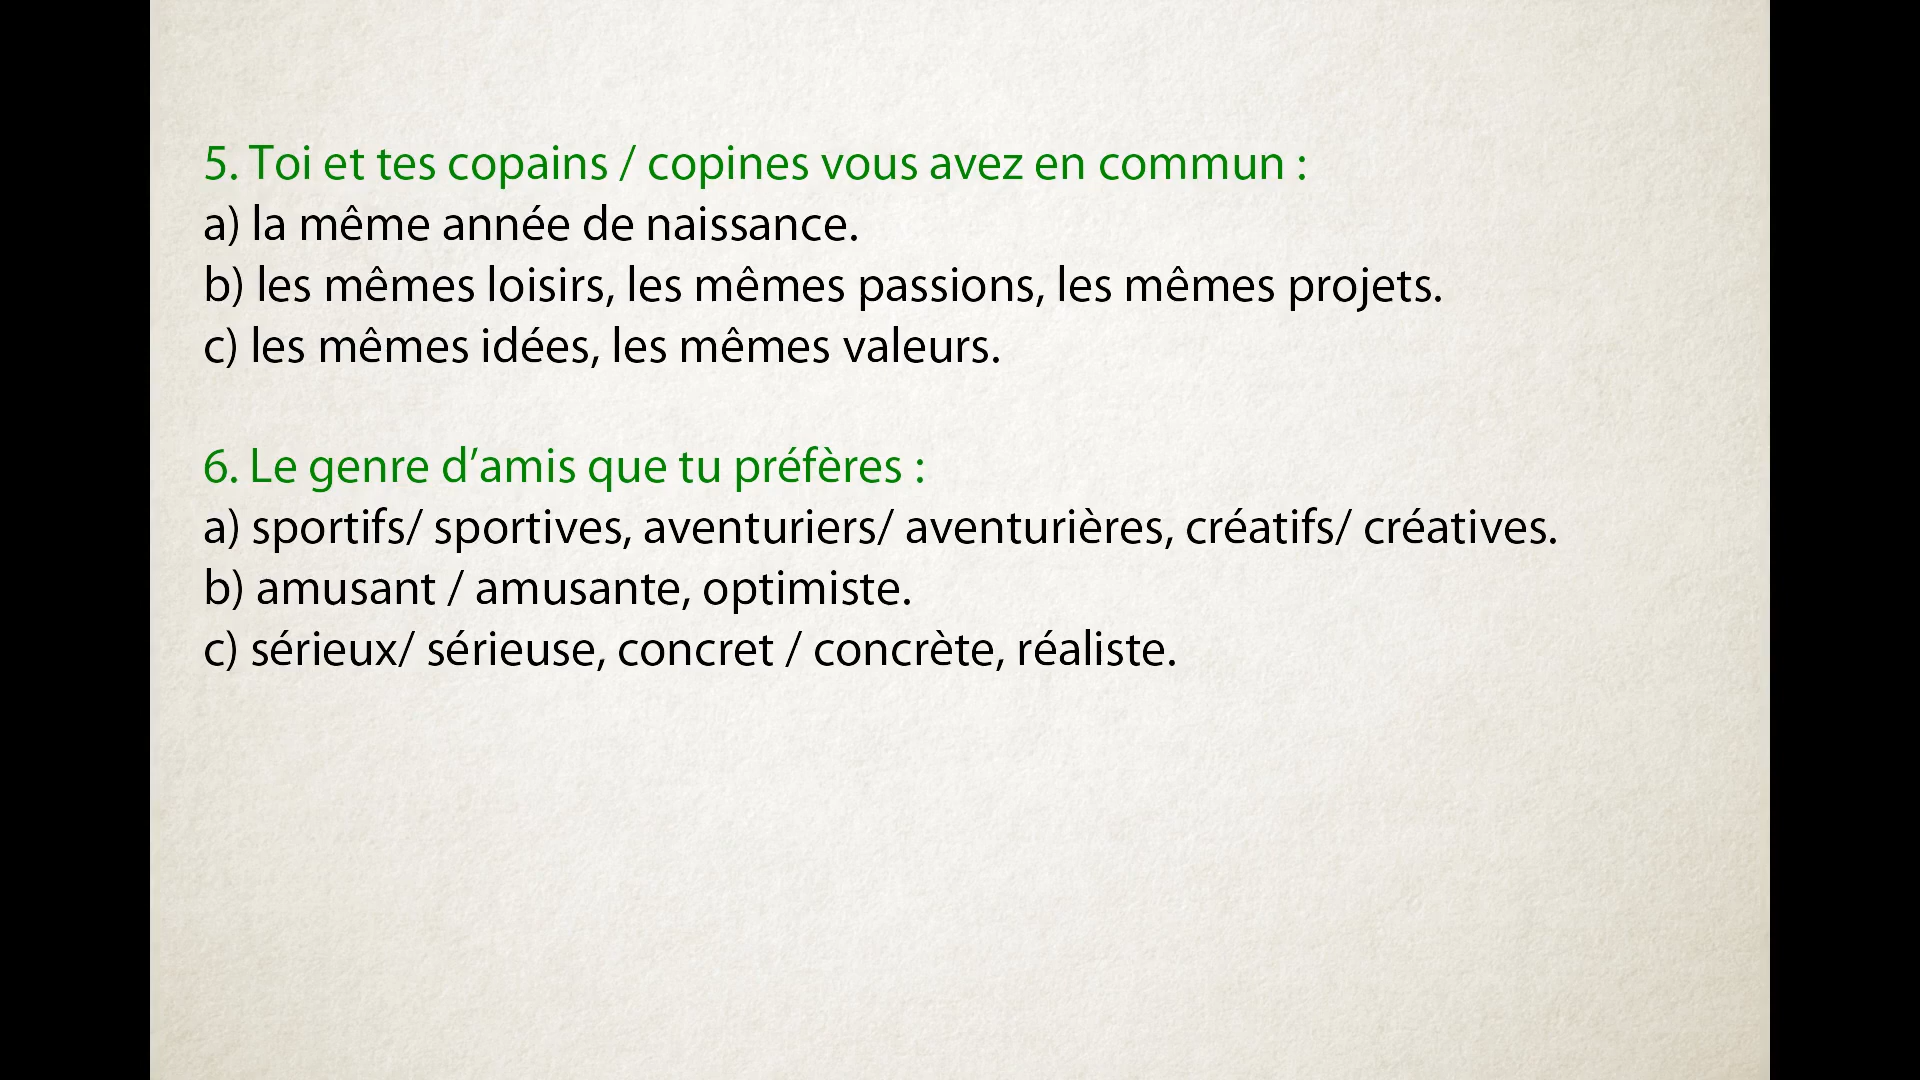 5. Toi et tes copains / copines vous avez en commun :
a) la même année de naissance.
b) les mêmes loisirs, les mêmes passions, les mêmes projets.
c) les mêmes idées, les mêmes valeurs.
6. Le genre d’amis que tu préfères :
a) sportifs/ sportives, aventuriers/ aventurières, créatifs/ créatives.
b) amusant / amusante, optimiste.
c) sérieux/ sérieuse, concret / concrète, réaliste.